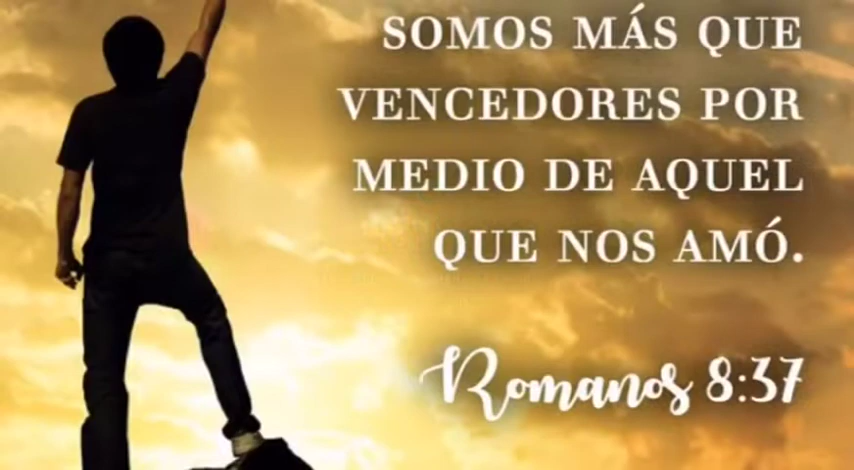 SOMOS MÁS QUE
VENCEDORES POR
MEDIO DE AQUEL
QUE NOS AMÓ.
Romanos 8:37